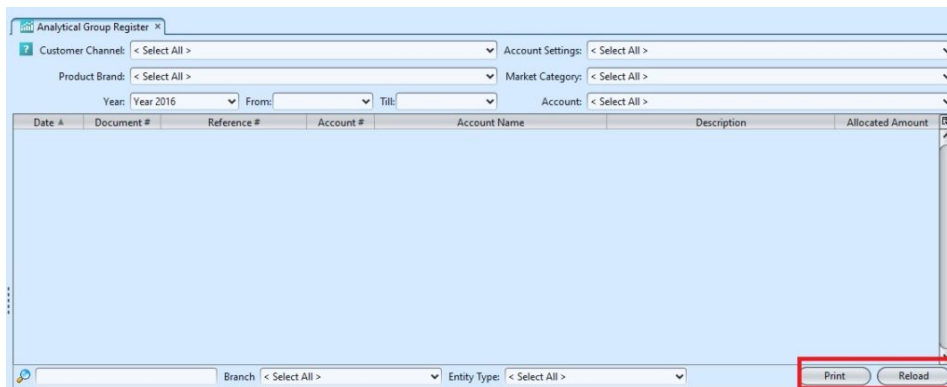 Analytical Group Register ×
? Customer Channel: < Select All > Account Settings: < Select All >
Product Brand: < Select All > Market Category: < Select All >
Year: Year 2016 From: Till: Account: < Select All >
Date Document # Reference # Account # Account Name Description Allocated Amount
Branch < Select All > Entity Type: < Select All > Print Reload